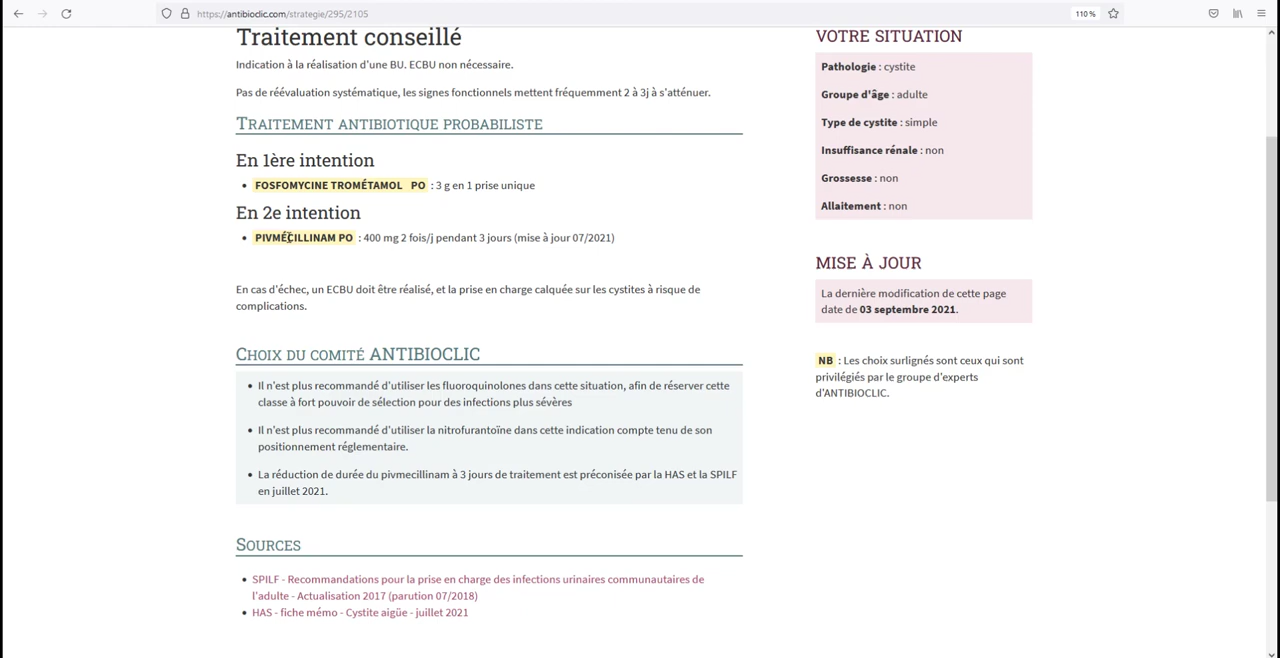 https://antibioclic.com/strategie/295/2105
110 %
Traitement conseillé
Indication à la réalisation d'une BU. ECBU non nécessaire.
Pas de réévaluation systématique, les signes fonctionnels mettent fréquemment 2 à 3j à s'atténuer.
TRAITEMENT ANTIBIOTIQUE PROBABILISTE
En 1ère intention
• FOSFOMYCINE TROMÉTAMOL PO : 3 g en 1 prise unique
En 2e intention
• PIVMÉCILLINAM PO : 400 mg 2 fois/j pendant 3 jours (mise à jour 07/2021)
En cas d'échec, un ECBU doit être réalisé, et la prise en charge calquée sur les cystites à risque de
complications.
CHOIX DU COMITÉ ANTIBIOCLIC
• Il n'est plus recommandé d'utiliser les fluoroquinolones dans cette situation, afin de réserver cette
classe à fort pouvoir de sélection pour des infections plus sévères
• Il n'est plus recommandé d'utiliser la nitrofurantoïne dans cette indication compte tenu de son
positionnement réglementaire.
• La réduction de durée du pivmecillinam à 3 jours de traitement est préconisée par la HAS et la SPILF
en juillet 2021.
SOURCES
• SPILF - Recommandations pour la prise en charge des infections urinaires communautaires de
l'adulte - Actualisation 2017 (parution 07/2018)
• HAS - fiche mémo - Cystite aigüe - juillet 2021
VOTRE SITUATION
Pathologie : cystite
Groupe d'âge : adulte
Type de cystite : simple
Insuffisance rénale : non
Grossesse : non
Allaitement : non
MISE À JOUR
La dernière modification de cette page
date de 03 septembre 2021.
NB : Les choix surlignés sont ceux qui sont
privilégiés par le groupe d'experts
d'ANTIBIOCLIC.